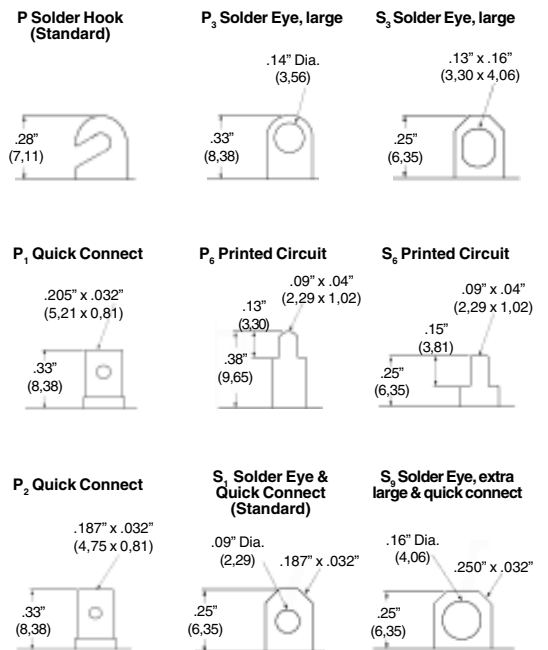 P Solder Hook
(Standard)
.28”
(7,11)
P3 Solder Eye, large
.14” Dia.
(3,56)
.33”
(8,38)
S3 Solder Eye, large
.13” x .16”
(3,30 x 4,06)
.25”
(6,35)
P1 Quick Connect
.205” x .032”
(5,21 x 0,81)
.33”
(8,38)
P6 Printed Circuit
.09” x .04”
(2,29 x 1,02)
.13”
(3,30)
.38”
(9,65)
S6 Printed Circuit
.09” x .04”
(2,29 x 1,02)
.15”
(3,81)
.25”
(6,35)
P2 Quick Connect
.187” x .032”
(4,75 x 0,81)
.33”
(8,38)
S1 Solder Eye &
Quick Connect
(Standard)
.09” Dia.
(2,29)
.187” x .032”
.25”
(6,35)
S9 Solder Eye, extra
large & quick connect
.16” Dia.
(4,06)
.250” x .032”
.25”
(6,35)